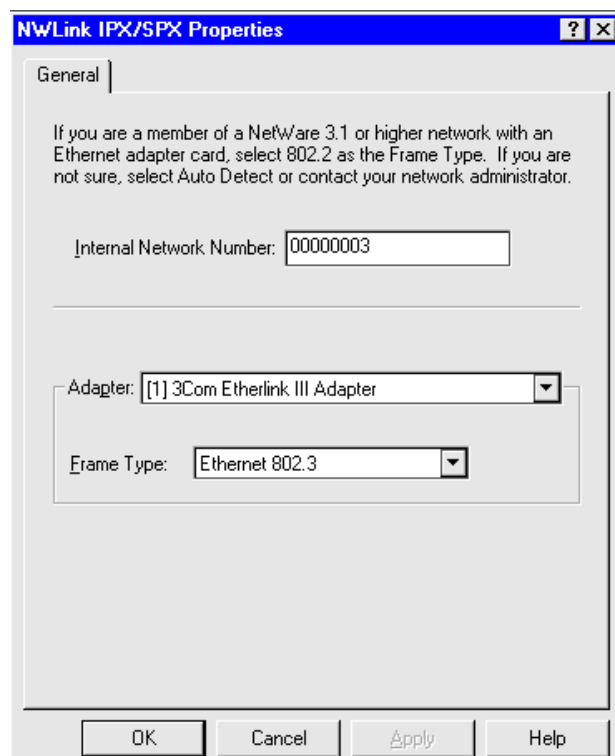 NWLink IPX/SPX Properties
General
If you are a member of a NetWare 3.1 or higher network with an
Ethernet adapter card, select 802.2 as the Frame Type. If you are
not sure, select Auto Detect or contact your network administrator.
Internal Network Number: 00000003
Adapter: [1] 3Com Etherlink III Adapter
Frame Type: Ethernet 802.3
OK Cancel Apply Help